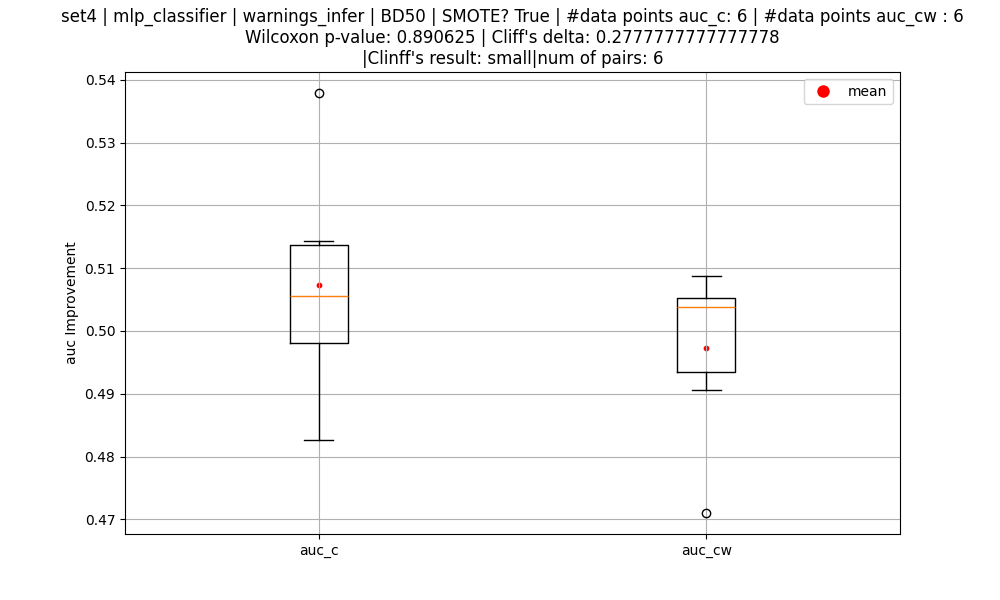 set4 | mlp_classifier | warnings_infer | BD50 | SMOTE? True | #data points auc_c: 6 | #data points auc_cw : 6
Wilcoxon p-value: 0.890625 | Cliff's delta: 0.2777777777777778
|Clinff's result: small|num of pairs: 6
mean
0.54
0.53
0.52
0.51
0.50
0.49
0.48
0.47
auc Improvement
auc_c
auc_cw